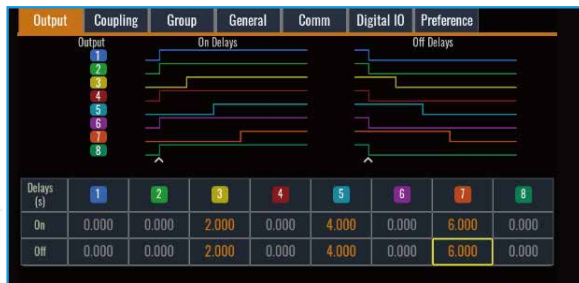 Output Coupling Group General Comm Digital IO Preference
Output On Delays Off Delays
1
2
3
4
5
6
7
8
Delays (s) 1 2 3 4 5 6 7 8
On 0.000 0.000 2.000 0.000 4.000 0.000 6.000 0.000
Off 0.000 0.000 2.000 0.000 4.000 0.000 6.000 0.000